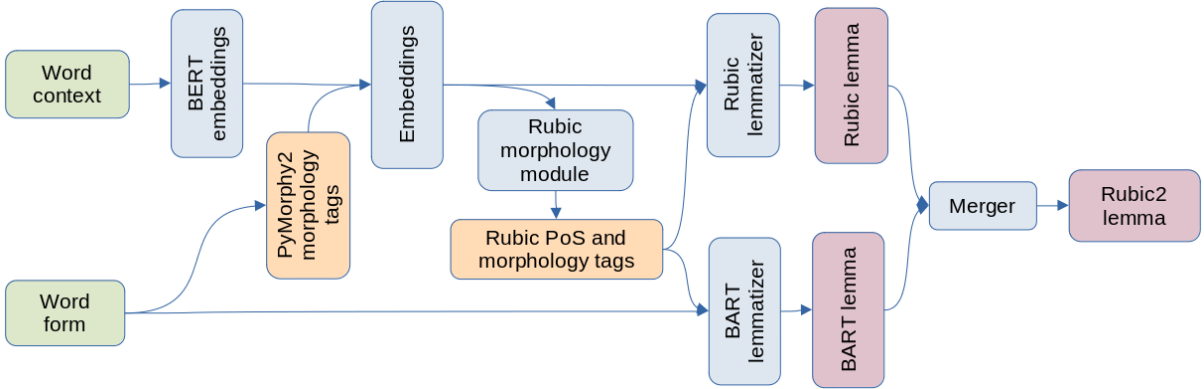 Word
context
BERT
embeddings
PyMorphy2
morphology
tags
Embeddings
Rubic
morphology
module
Rubic PoS and
morphology tags
Rubic
lemmatizer
Rubic lemma
Word
form
BART
lemmatizer
BART lemma
Merger
Rubic2
lemma